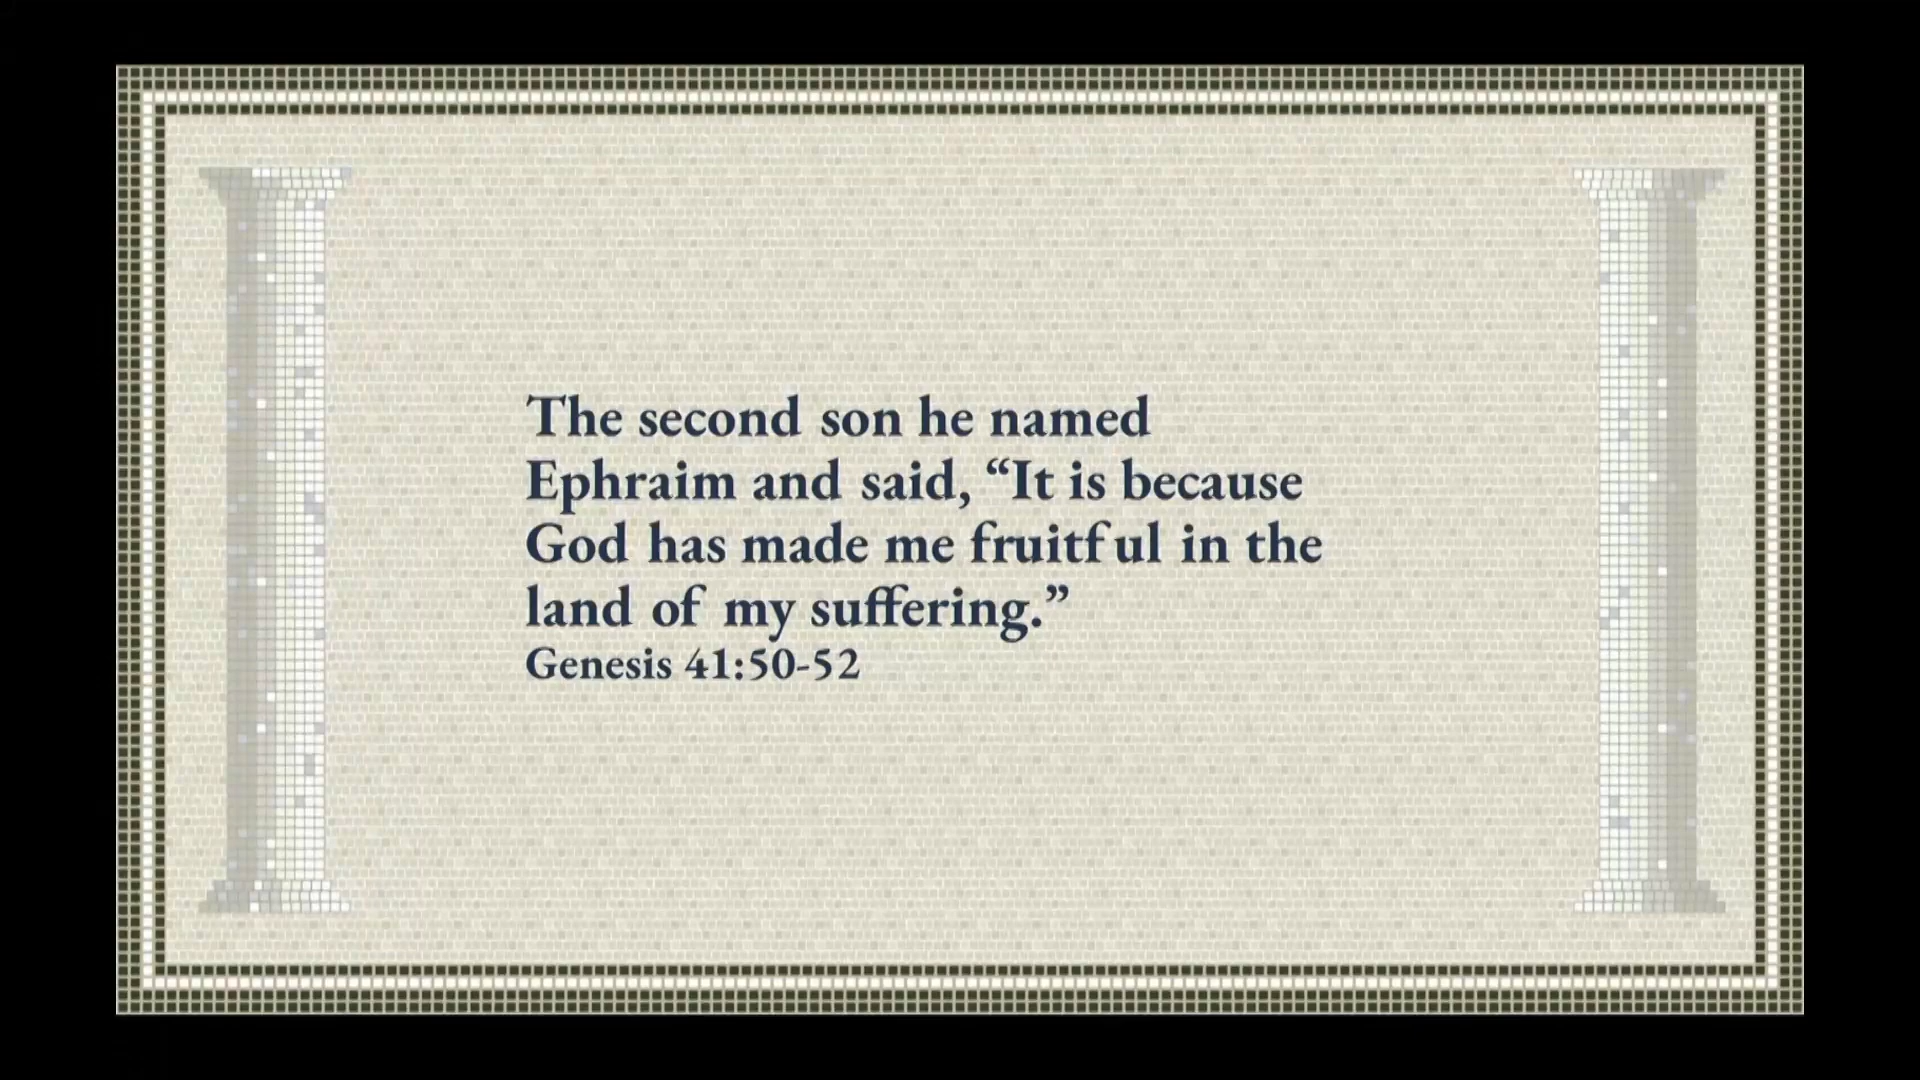 The second son he named
Ephraim and said, “It is because
God has made me fruitful in the
land of my suffering.”
Genesis 41:50-52